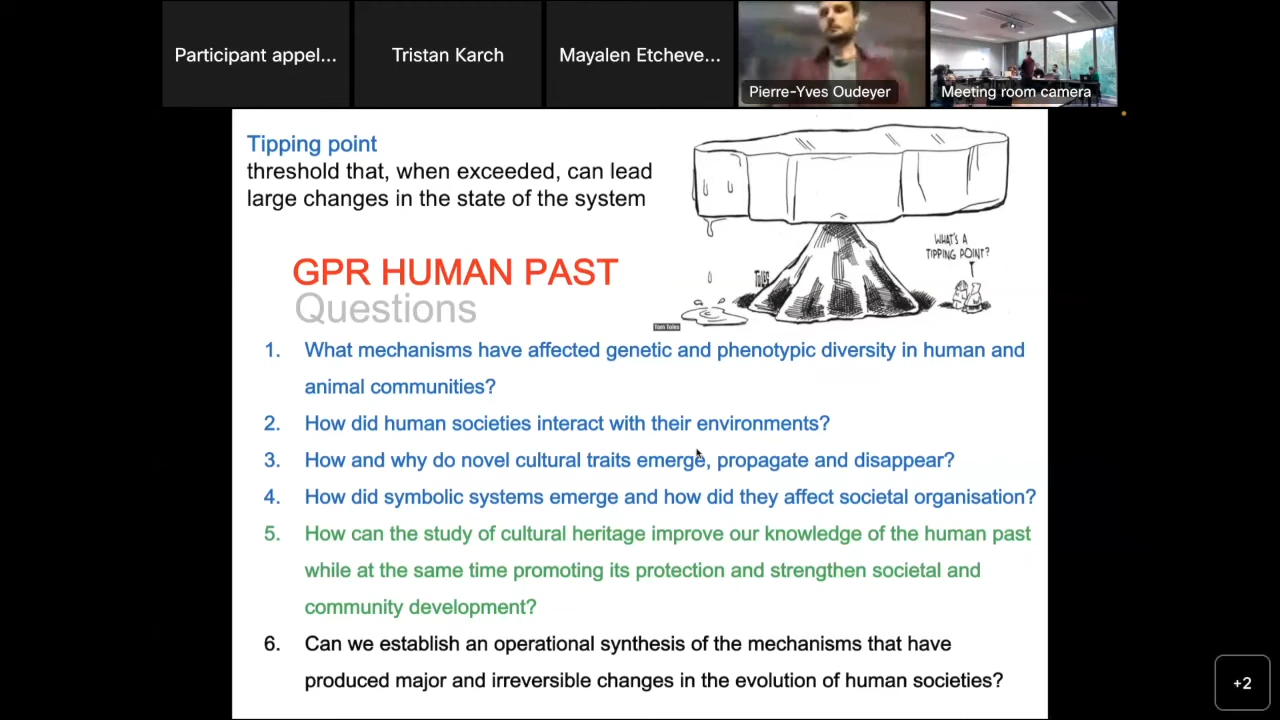 Participant appel...
Tristan Karch
Mayalen Etcheve...
Pierre-Yves Oudeyer
Meeting room camera
Tipping point
threshold that, when exceeded, can lead
large changes in the state of the system
WHAT'S A
TIPPING POINT?
GPR HUMAN PAST
Questions
TOLES
Tom Toles
1. What mechanisms have affected genetic and phenotypic diversity in human and
animal communities?
2. How did human societies interact with their environments?
3. How and why do novel cultural traits emerge, propagate and disappear?
4. How did symbolic systems emerge and how did they affect societal organisation?
5. How can the study of cultural heritage improve our knowledge of the human past
while at the same time promoting its protection and strengthen societal and
community development?
6. Can we establish an operational synthesis of the mechanisms that have
produced major and irreversible changes in the evolution of human societies?
+2